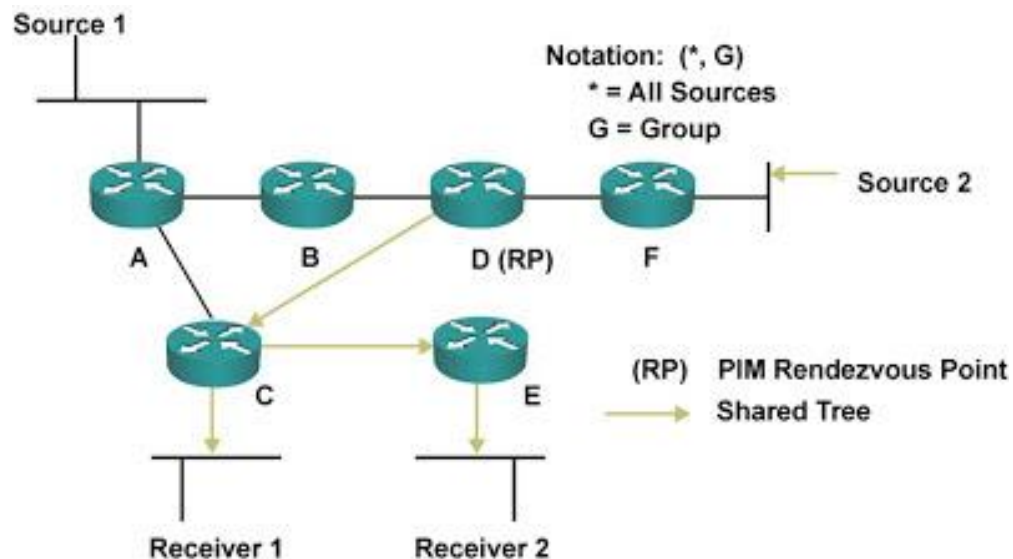 Source 1
Notation: (*, G)
* = All Sources
G = Group
Source 2
A
B
D (RP)
F
C
E
(RP) PIM Rendezvous Point
Shared Tree
Receiver 1
Receiver 2